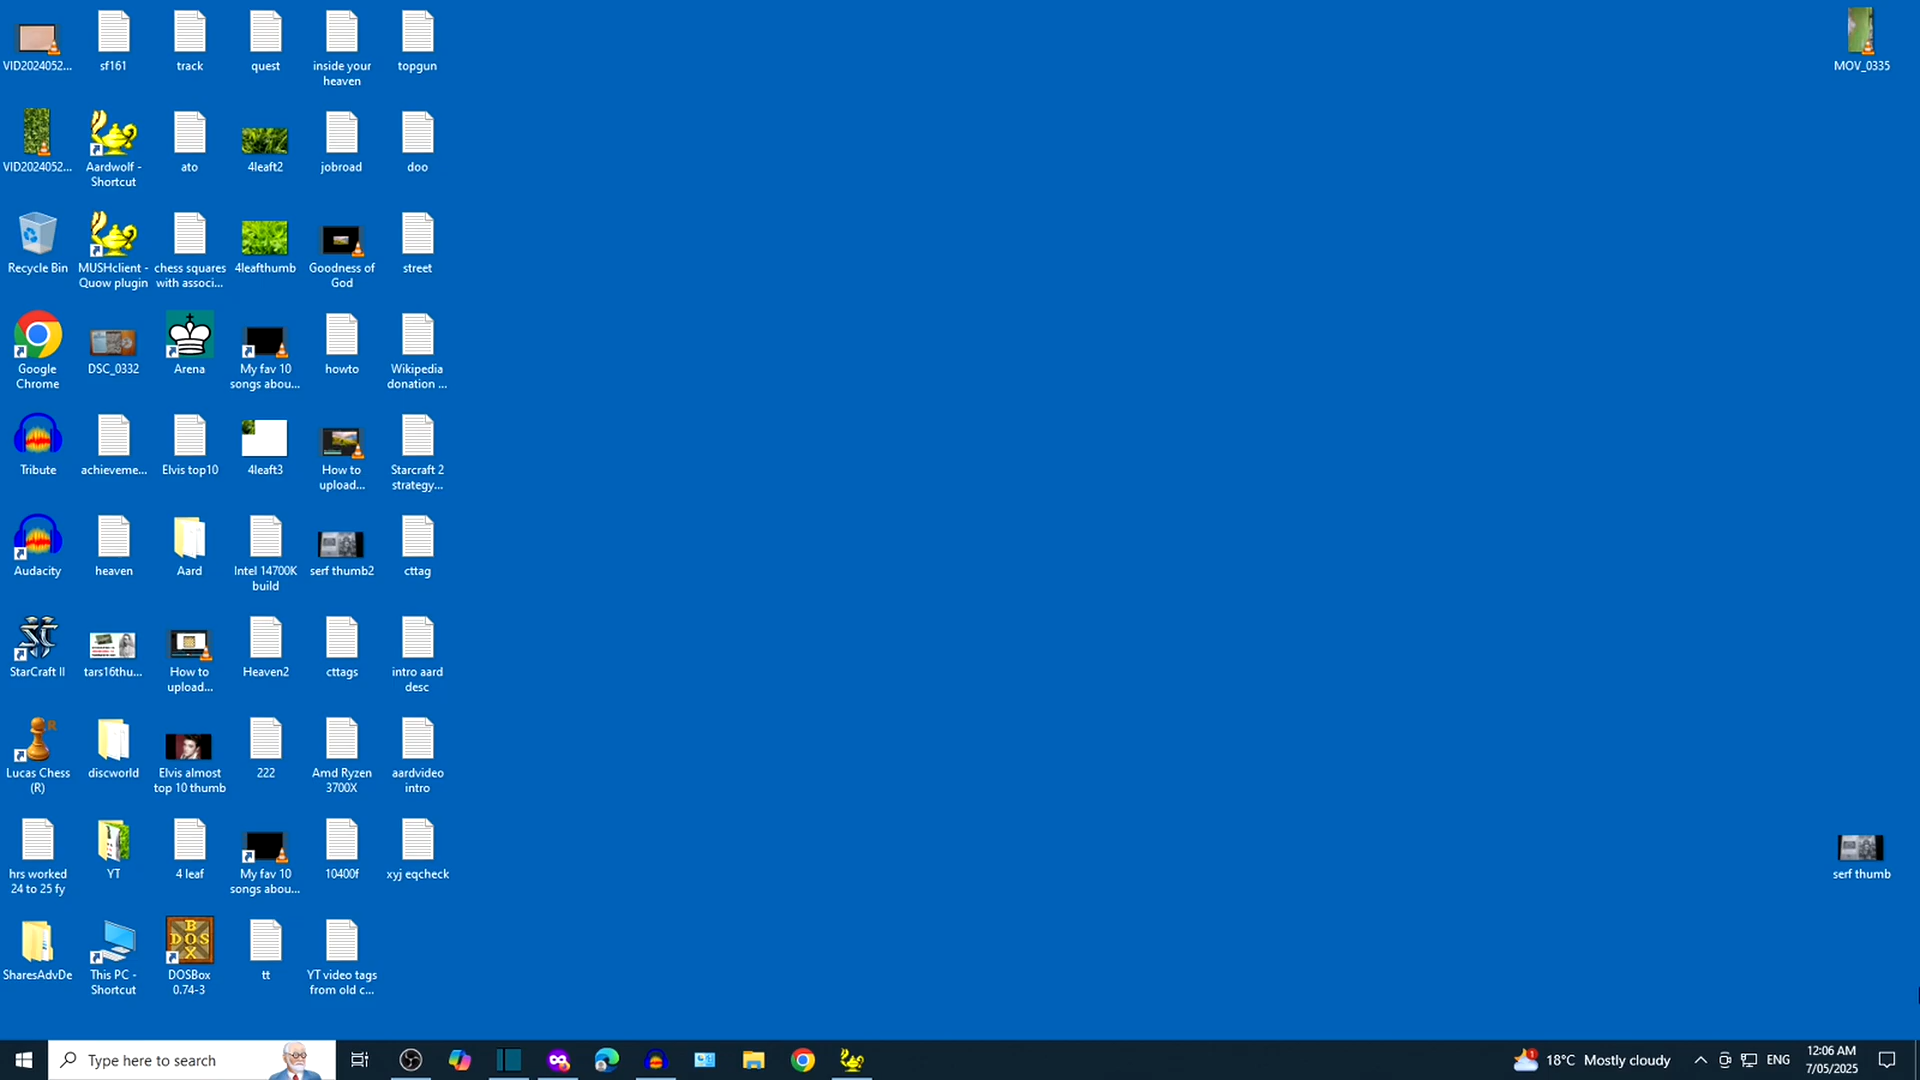 VID2024052...
sf161
track
quest
inside your
heaven
topgun
MOV_0335
VID2024052...
Aardwolf -
Shortcut
ato
4leaft2
jobroad
doo
Recycle Bin
MUSHclient -
Quow plugin
chess squares
with associ...
4leafthumb
Goodness of
God
street
Google
Chrome
DSC_0332
Arena
My fav 10
songs abou...
howto
Wikipedia
donation ...
Tribute
achieveme...
Elvis top10
4leaft3
How to
upload...
Starcraft 2
strategy...
Audacity
heaven
Aard
Intel 14700K
build
serf thumb2
cttag
StarCraft II
tars16thu...
How to
upload...
Heaven2
cttags
intro aard
desc
Lucas Chess
(R)
discworld
Elvis almost
top 10 thumb
222
Amd Ryzen
3700X
aardvideo
intro
hrs worked
24 to 25 fy
YT
4 leaf
My fav 10
songs abou...
10400f
xyj eqcheck
serf thumb
SharesAdvDe
This PC -
Shortcut
DOSBox
0.74-3
tt
YT video tags
from old c...
Type here to search
18°C Mostly cloudy
ENG
12:06 AM
7/05/2025